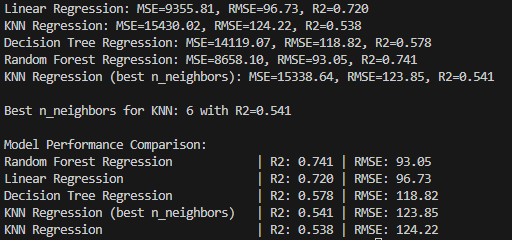 Linear Regression: MSE=9355.81, RMSE=96.73, R2=0.720
KNN Regression: MSE=15430.02, RMSE=124.22, R2=0.538
Decision Tree Regression: MSE=14119.07, RMSE=118.82, R2=0.578
Random Forest Regression: MSE=8658.10, RMSE=93.05, R2=0.741
KNN Regression (best n_neighbors): MSE=15338.64, RMSE=123.85, R2=0.541
Best n_neighbors for KNN: 6 with R2=0.541
Model Performance Comparison:
Random Forest Regression | R2: 0.741 | RMSE: 93.05
Linear Regression | R2: 0.720 | RMSE: 96.73
Decision Tree Regression | R2: 0.578 | RMSE: 118.82
KNN Regression (best n_neighbors) | R2: 0.541 | RMSE: 123.85
KNN Regression | R2: 0.538 | RMSE: 124.22